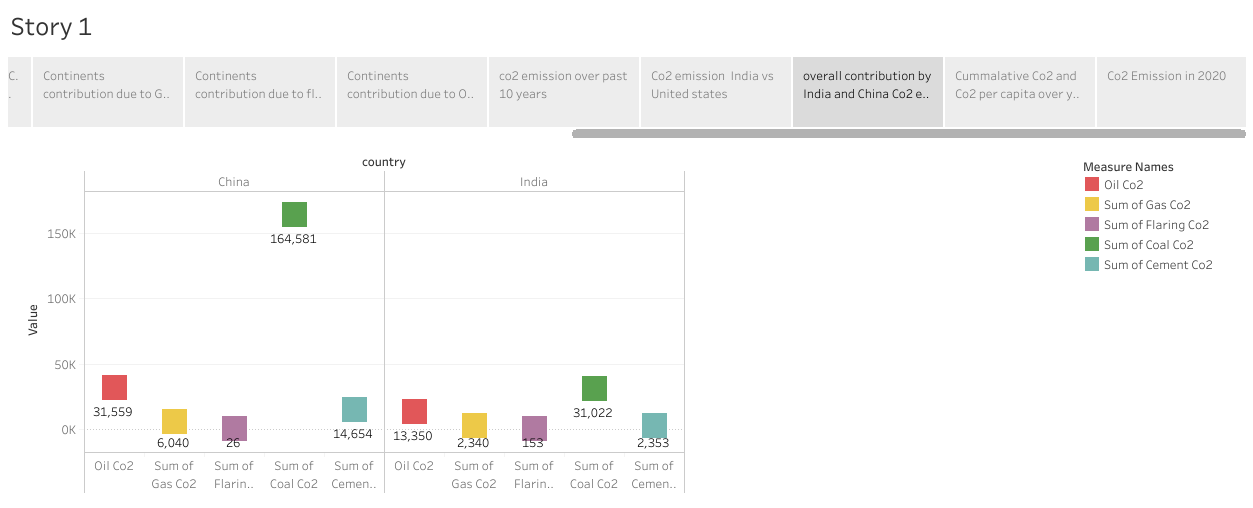 Story 1
C.
.
Continents
contribution due to G..
Continents
contribution due to fl..
Continents
contribution due to O..
co2 emission over past
10 years
Co2 emission  India vs
United states
overall contribution by
India and China Co2 e..
Cummalative Co2 and
Co2 per capita over y..
Co2 Emission in 2020
country
China
India
Value
150K
100K
50K
0K
31,559
6,040
26
164,581
14,654
13,350
2,340
153
31,022
2,353
Oil Co2
Sum of
Gas Co2
Sum of
Flarin..
Sum of
Coal Co2
Sum of
Cemen..
Oil Co2
Sum of
Gas Co2
Sum of
Flarin..
Sum of
Coal Co2
Sum of
Cemen..
Measure Names
Oil Co2
Sum of Gas Co2
Sum of Flaring Co2
Sum of Coal Co2
Sum of Cement Co2